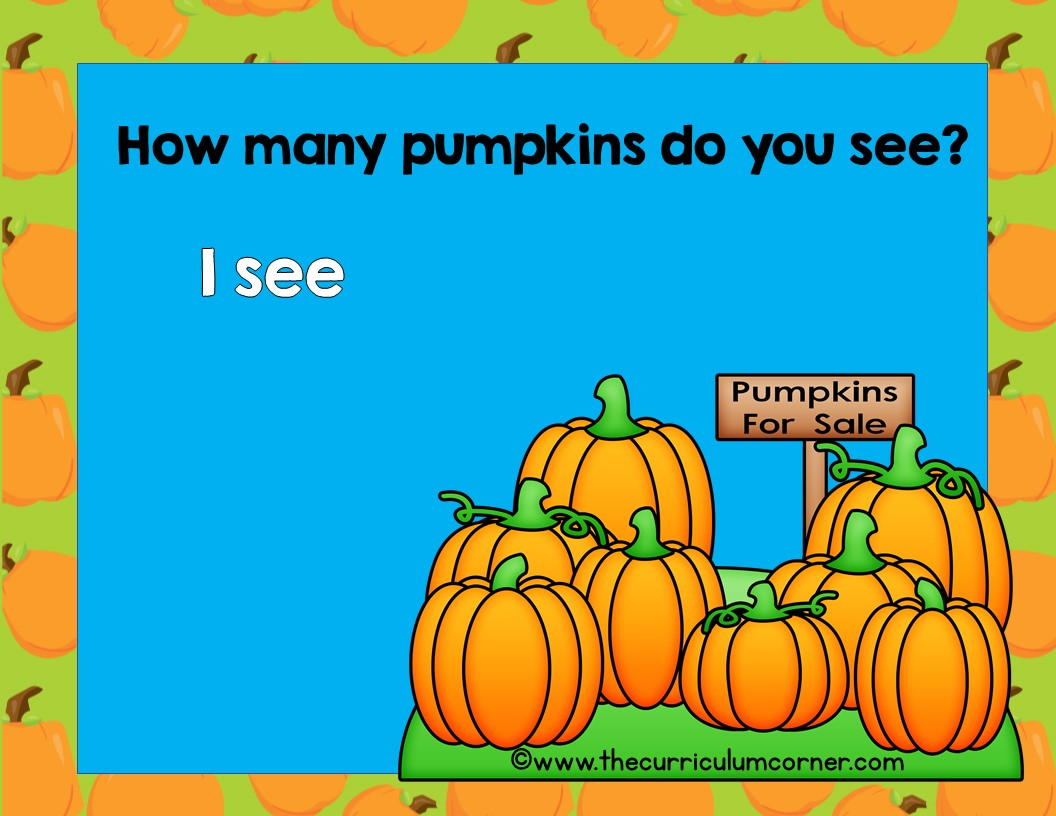 How many pumpkins do you see?
I see
Pumpkins
For Sale
©www.thecurriculumcorner.com